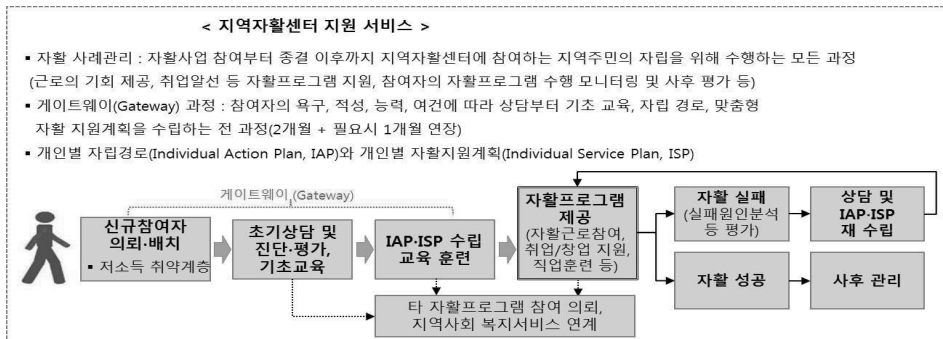 < 지역자활센터 지원 서비스 >
▪ 자활 사례관리 : 자활사업 참여부터 중결 이후까지 지역자활센터에 참여하는 지역주민의 자립을 위해 수행하는 모든 과정
(근로의 기회 제공, 취업알선 등 자활프로그램 지원, 참여자의 자활프로그램 수행 모니터링 및 사후 평가 등)
▪ 게이트웨이(Gateway) 과정 : 참여자의 욕구, 적성, 능력, 여건에 따라 상담부터 기초 교육, 자립 경로, 맞춤형
자활 지원계획을 수립하는 전 과정(2개월 + 필요시 1개월 연장)
▪ 개인별 자립경로(Individual Action Plan, IAP)와 개인별 자활지원계획(Individual Service Plan, ISP)
게이트웨이 (Gateway)
신규참여자
의뢰·배치
▪ 저소득 취약계층
초기상담 및
진단·평가,
기초교육
IAP·ISP 수립
교육 훈련
자활프로그램
제공
(자활근로참여,
취업/창업 지원,
직업훈련 등)
자활 실패
(실패원인분석
등 평가)
상담 및
IAP·ISP
재 수립
자활 성공
사후 관리
타 자활프로그램 참여 의뢰,
지역사회 복지서비스 연계